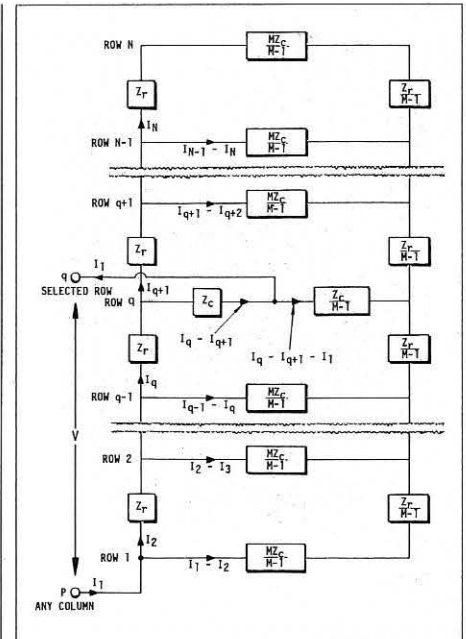 ROW N
MZc
M-1
Zr
Zr
M-1
IN
ROW N-1
IN-1 - IN
MZc
M-1
ROW q+1
Iq+1 - Iq+2
MZc
M-1
Zr
Zr
M-1
I1
q
SELECTED ROW
Iq+1
ROW q
Zc
Zc
M-1
Iq - Iq+1
Iq - Iq+1 - I1
Zr
Zr
M-1
Iq
ROW q-1
Iq-1 - Iq
MZc
M-1
V
ROW 2
I2 - I3
MZc
M-1
Zr
Zr
M-1
I2
ROW 1
I1 - I2
MZc
M-1
P
I1
ANY COLUMN